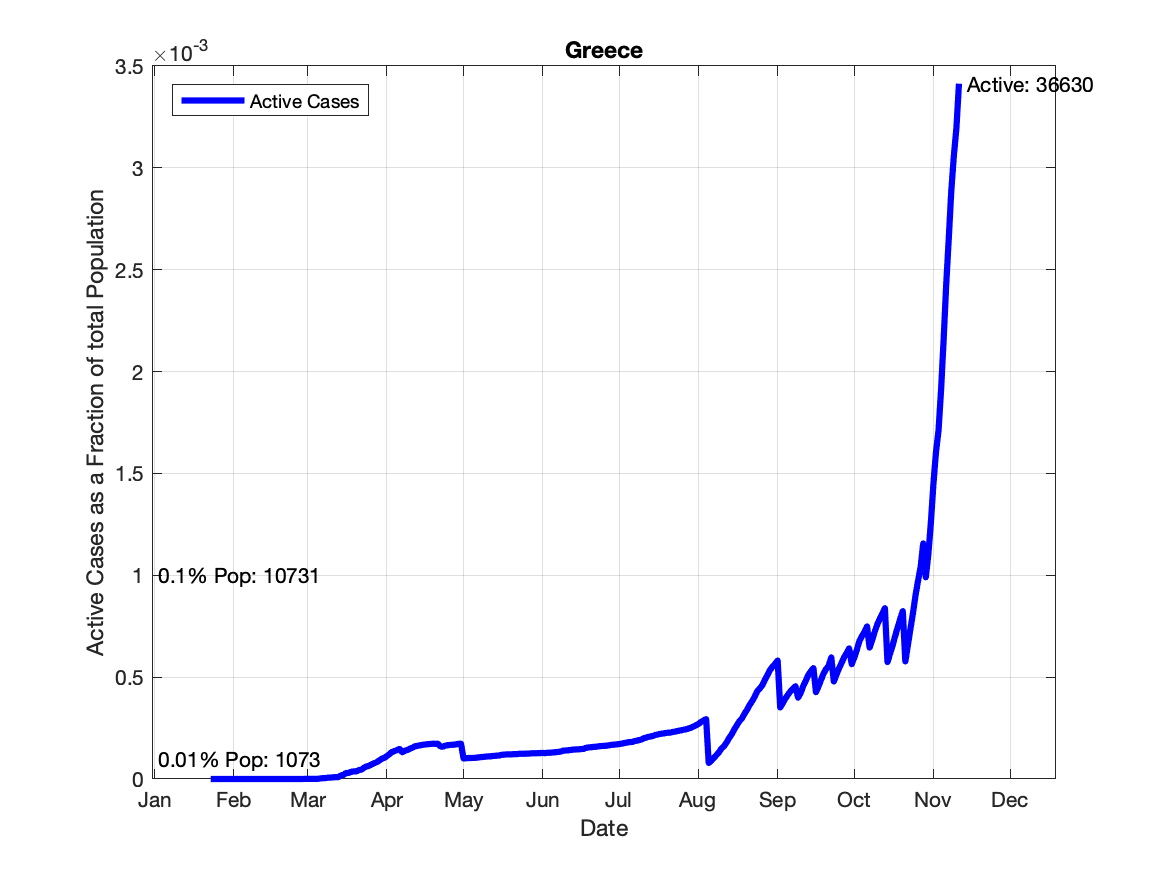 Greece
×10-3
3.5
3
2.5
2
1.5
1
0.5
0
Active Cases as a Fraction of total Population
Active Cases
Active: 36630
0.1% Pop: 10731
0.01% Pop: 1073
Jan Feb Mar Apr May Jun Jul Aug Sep Oct Nov Dec
Date